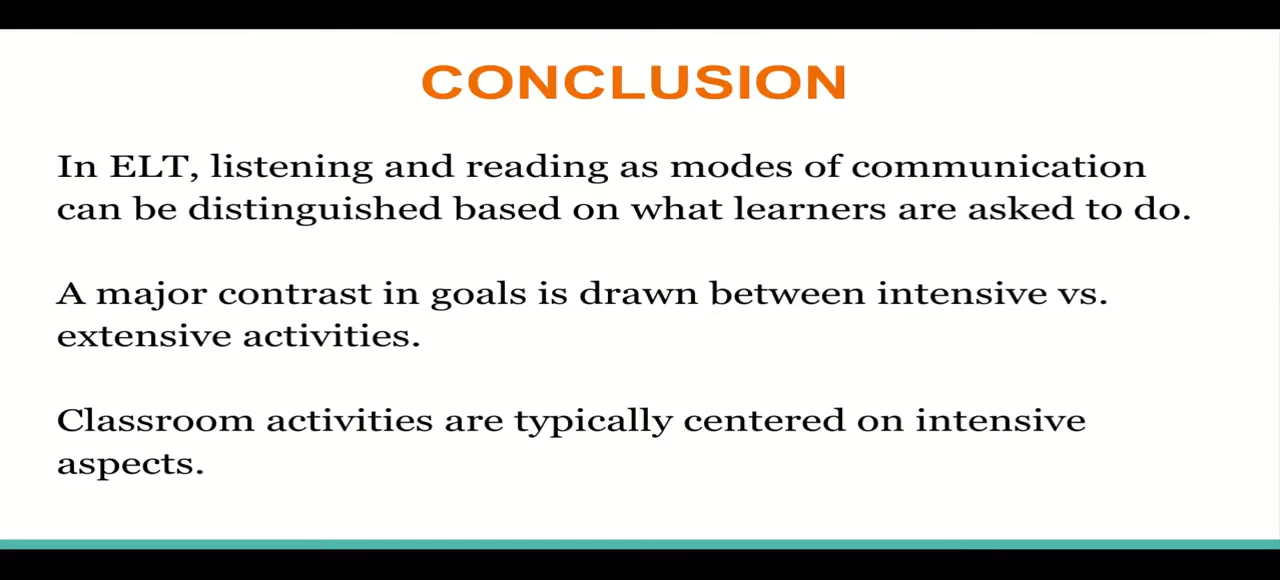 CONCLUSION
In ELT, listening and reading as modes of communication
can be distinguished based on what learners are asked to do.
A major contrast in goals is drawn between intensive vs.
extensive activities.
Classroom activities are typically centered on intensive
aspects.